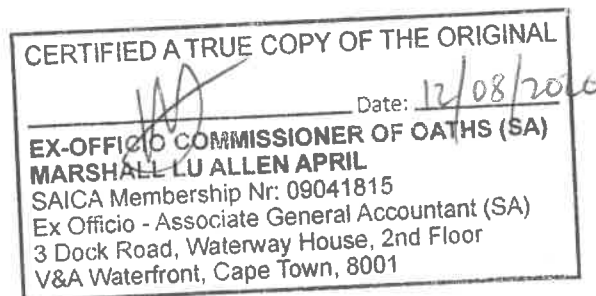 CERTIFIED A TRUE COPY OF THE ORIGINAL
Date: 12/08/2020
EX-OFFICIO COMMISSIONER OF OATHS (SA)
MARSHALL LU ALLEN APRIL
SAICA Membership Nr: 09041815
Ex Officio - Associate General Accountant (SA)
3 Dock Road, Waterway House, 2nd Floor
V&A Waterfront, Cape Town, 8001